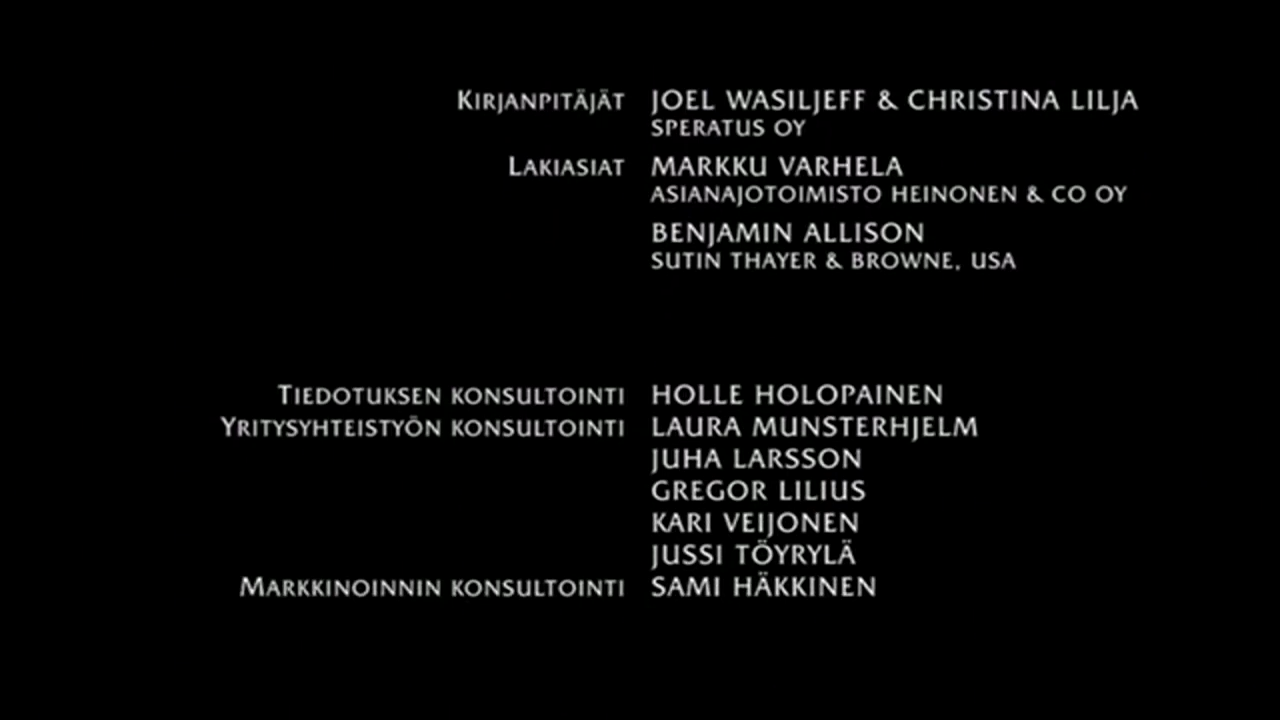 Kirjanpitäjät JOEL WASILJEFF & CHRISTINA LILJA
SPERATUS OY
Lakiasiat MARKKU VARHELA
ASIANAJOTOIMISTO HEINONEN & CO OY
BENJAMIN ALLISON
SUTIN THAYER & BROWNE, USA
Tiedotuksen konsultointi HOLLE HOLOPAINEN
Yritysyhteistyön konsultointi LAURA MUNSTERHJELM
JUHA LARSSON
GREGOR LILIUS
KARI VEIJONEN
JUSSI TÖYRYLÄ
Markkinoinnin konsultointi SAMI HÄKKINEN